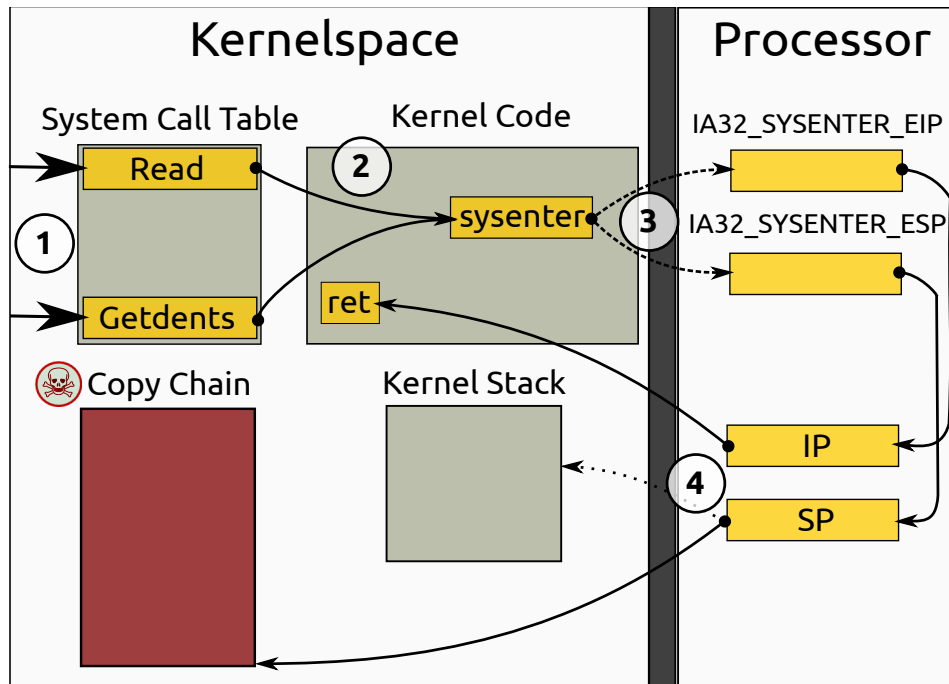 Kernelspace
Processor
System Call Table
Kernel Code
IA32_SYSENTER_EIP
Read
2
sysenter
3
IA32_SYSENTER_ESP
1
Getdents
ret
Copy Chain
Kernel Stack
IP
4
SP